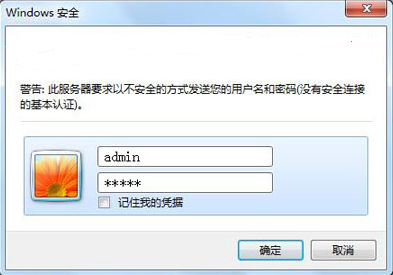 Windows 安全
警告: 此服务器要求以不安全的方式发送您的用户名和密码(没有安全连接
的基本认证)。
admin
*****
记住我的凭据
确定
取消